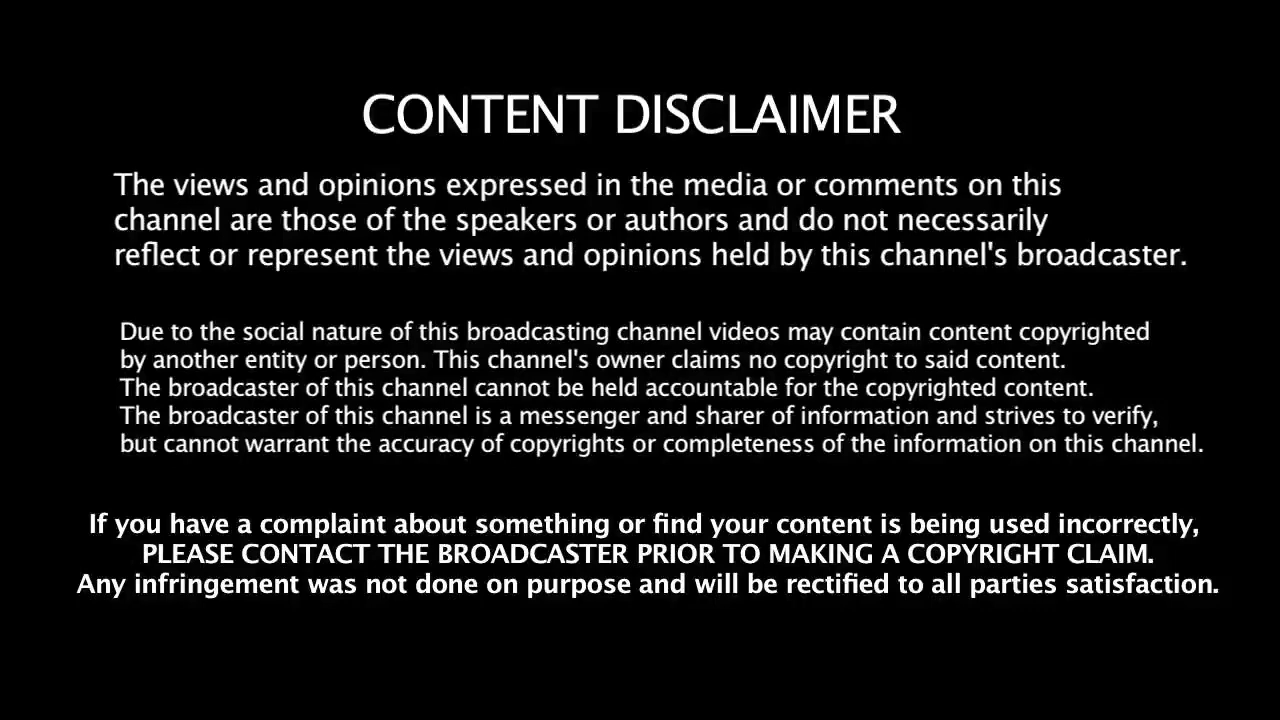 CONTENT DISCLAIMER
The views and opinions expressed in the media or comments on this
channel are those of the speakers or authors and do not necessarily
reflect or represent the views and opinions held by this channel's broadcaster.
Due to the social nature of this broadcasting channel videos may contain content copyrighted
by another entity or person. This channel's owner claims no copyright to said content.
The broadcaster of this channel cannot be held accountable for the copyrighted content.
The broadcaster of this channel is a messenger and sharer of information and strives to verify,
but cannot warrant the accuracy of copyrights or completeness of the information on this channel.
If you have a complaint about something or find your content is being used incorrectly,
PLEASE CONTACT THE BROADCASTER PRIOR TO MAKING A COPYRIGHT CLAIM.
Any infringement was not done on purpose and will be rectified to all parties satisfaction.